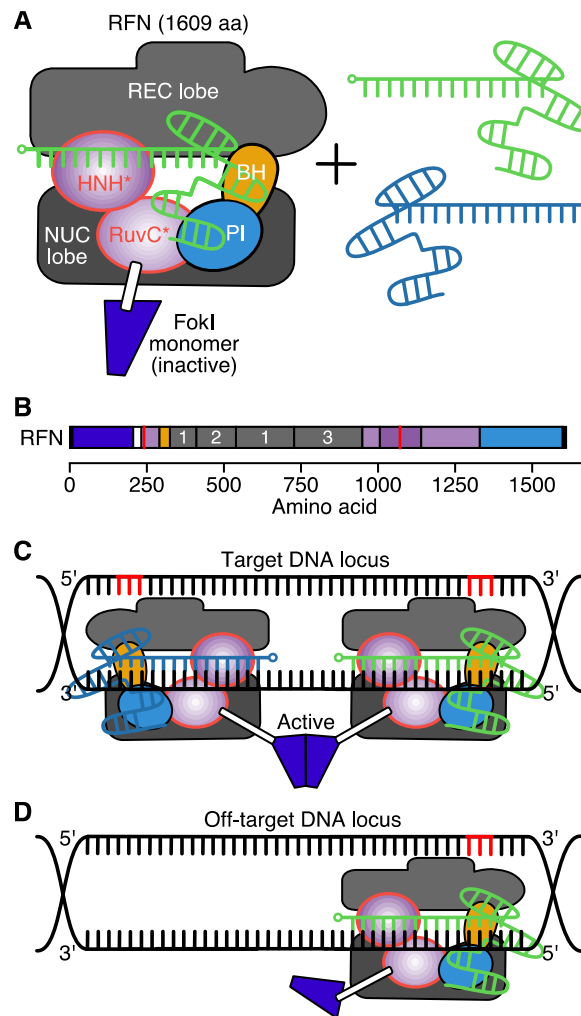 A
RFN (1609 aa)
REC lobe
HNH*
BH
NUC
lobe
RuvC*
PI
FokI
monomer
(inactive)
B
RFN
1 2 1 3
0 250 500 750 1000 1250 1500
Amino acid
C
Target DNA locus
5' 3'
3' 5'
Active
D
Off-target DNA locus
5' 3'
3' 5'